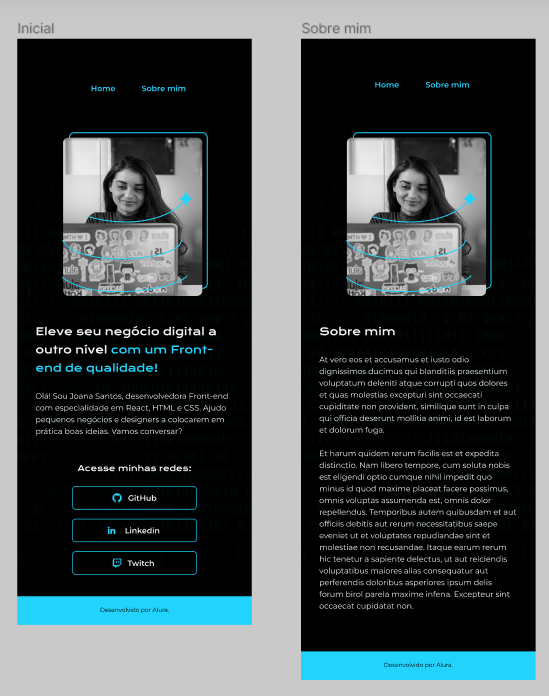 Inicial
Home Sobre mim
Eleve seu negócio digital a
outro nível com um Front-
end de qualidade!
Olá! Sou Joana Santos, desenvolvedora Front-end
com especialidade em React, HTML e CSS. Ajudo
pequenos negócios e designers a colocarem em
prática boas ideias. Vamos conversar?
Acesse minhas redes:
GitHub
Linkedin
Twitch
Desenvolvido por Alura.
Sobre mim
Home Sobre mim
Sobre mim
At vero eos et accusamus et iusto odio
dignissimos ducimus qui blanditiis praesentium
voluptatum deleniti atque corrupti quos dolores
et quas molestias excepturi sint occaecati
cupiditate non provident, similique sunt in culpa
qui officia deserunt mollitia animi, id est laborum
et dolorum fuga.
Et harum quidem rerum facilis est et expedita
distinctio. Nam libero tempore, cum soluta nobis
est eligendi optio cumque nihil impedit quo
minus id quod maxime placeat facere possimus,
omnis voluptas assumenda est, omnis dolor
repellendus. Temporibus autem quibusdam et aut
officiis debitis aut rerum necessitatibus saepe
eveniet ut et voluptates repudiandae sint et
molestiae non recusandae. Itaque earum rerum
hic tenetur a sapiente delectus, ut aut reiciendis
voluptatibus maiores alias consequatur aut
perferendis doloribus asperiores ipsum delis
forum birol parela maxime infena. Excepteur sint
occaecat cupidatat non.
Desenvolvido por Alura.